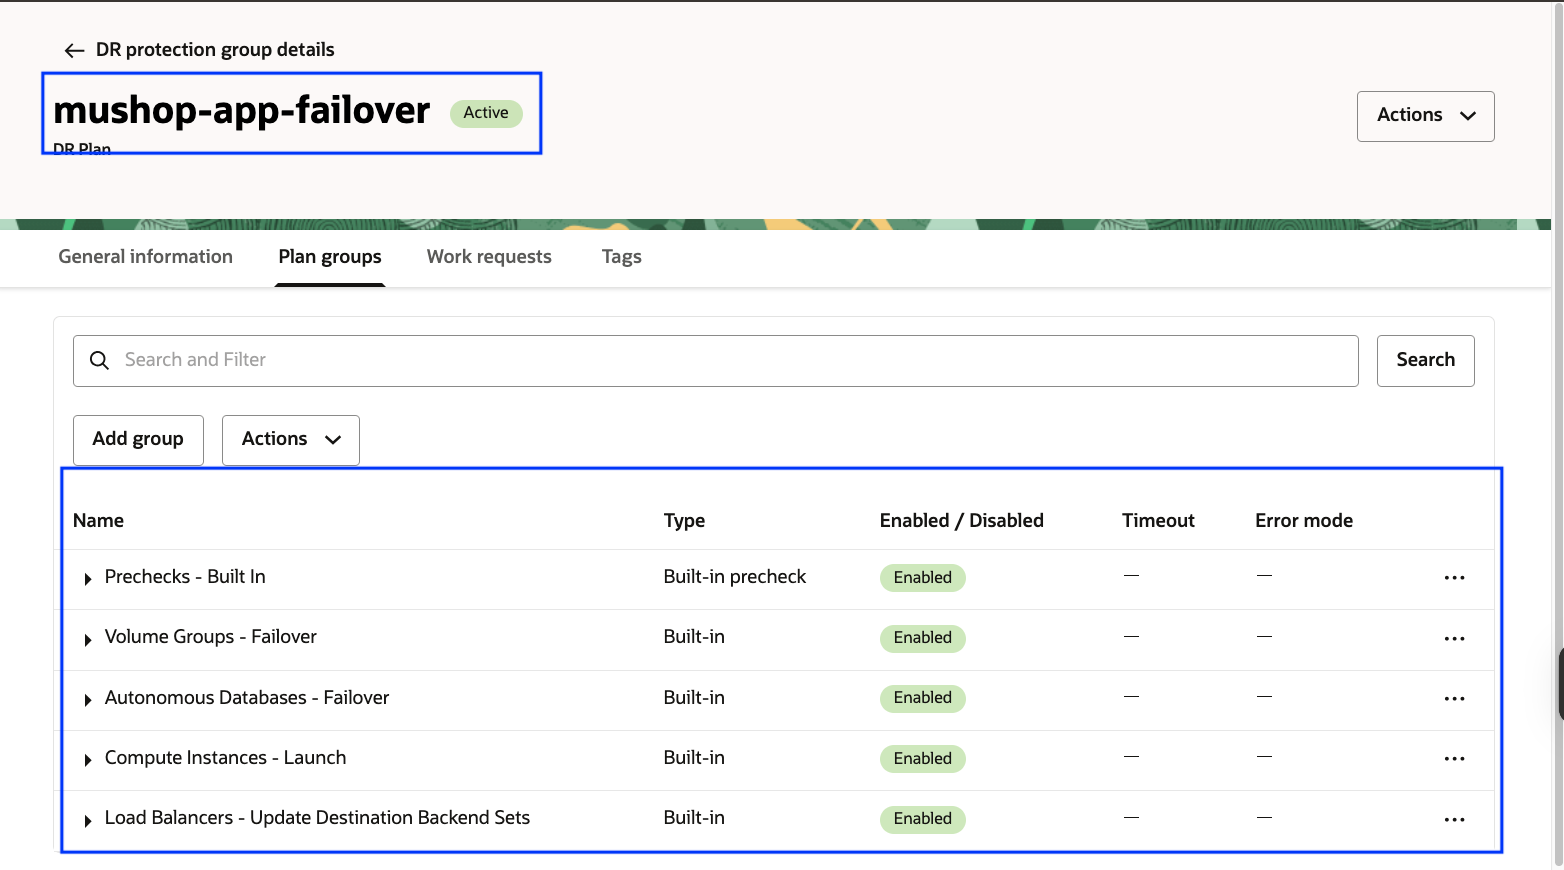 DR protection group details
mushop-app-failover Active
DR Plan
Actions
General information Plan groups Work requests Tags
Search and Filter Search
Add group Actions
Name Type Enabled / Disabled Timeout Error mode
Prechecks - Built In Built-in precheck Enabled — —
Volume Groups - Failover Built-in Enabled — —
Autonomous Databases - Failover Built-in Enabled — —
Compute Instances - Launch Built-in Enabled — —
Load Balancers - Update Destination Backend Sets Built-in Enabled — —